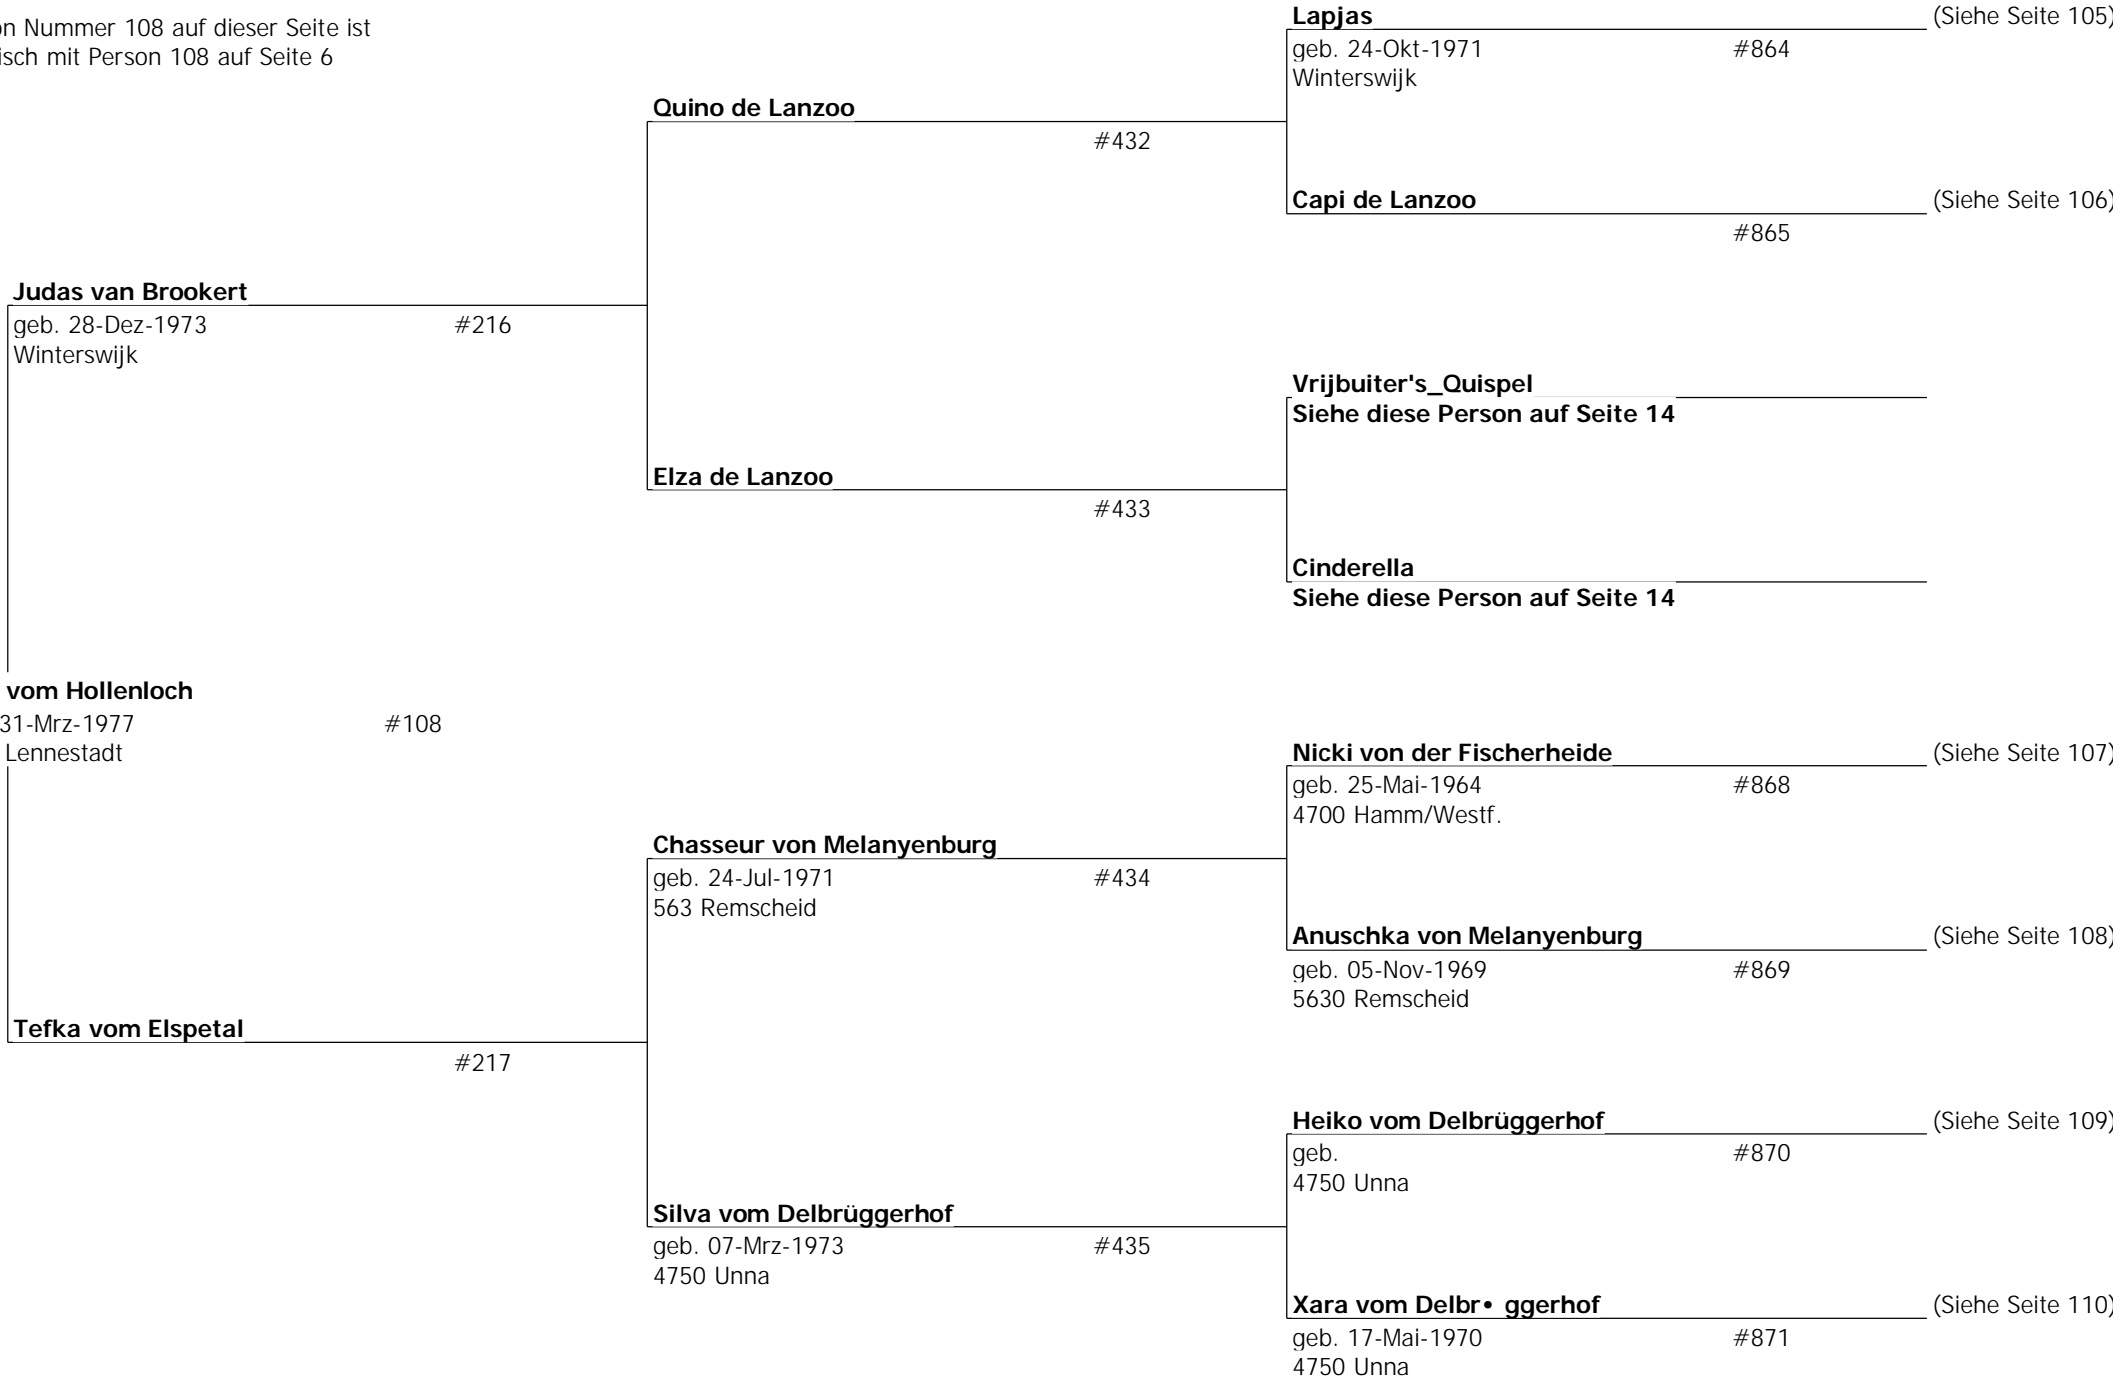 on Nummer 108 auf dieser Seite ist
isch mit Person 108 auf Seite 6
Lapjas (Siehe Seite 105)
geb. 24-Okt-1971 #864
Winterswijk
Quino de Lanzoo
#432
Capi de Lanzoo (Siehe Seite 106)
#865
Judas van Brookert
geb. 28-Dez-1973 #216
Winterswijk
Vrijbuiter's_Quispel
Siehe diese Person auf Seite 14
Elza de Lanzoo
#433
Cinderella
Siehe diese Person auf Seite 14
vom Hollenloch
31-Mrz-1977 #108
Lennestadt
Nicki von der Fischerheide (Siehe Seite 107)
geb. 25-Mai-1964 #868
4700 Hamm/Westf.
Chasseur von Melanyenburg
geb. 24-Jul-1971 #434
563 Remscheid
Anuschka von Melanyenburg (Siehe Seite 108)
geb. 05-Nov-1969 #869
5630 Remscheid
Tefka vom Elspetal
#217
Heiko vom Delbrüggerhof (Siehe Seite 109)
geb. #870
4750 Unna
Silva vom Delbrüggerhof
geb. 07-Mrz-1973 #435
4750 Unna
Xara vom Delbr• ggerhof (Siehe Seite 110)
geb. 17-Mai-1970 #871
4750 Unna